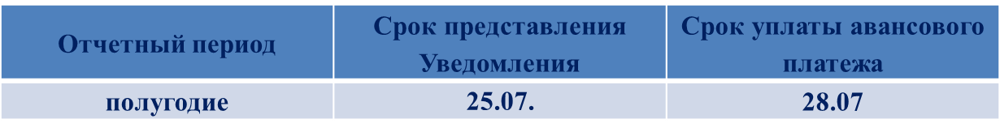 Отчетный период
Срок представления
Уведомления
Срок уплаты авансового
платежа
полугодие
25.07.
28.07